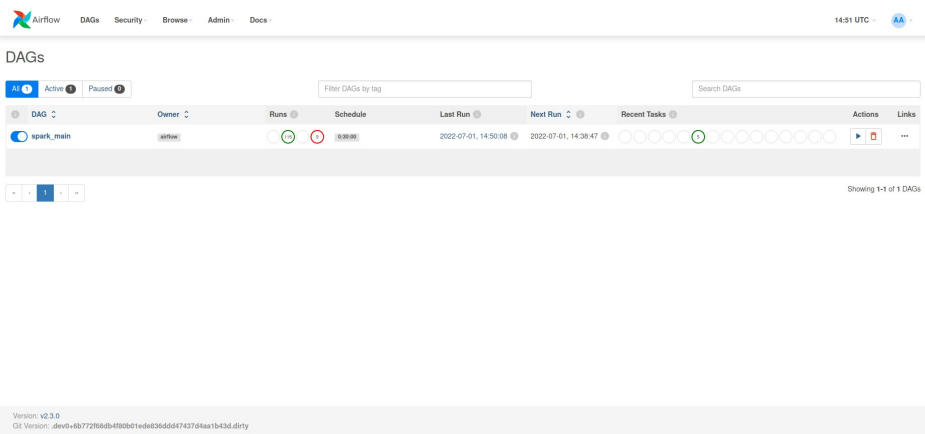 Airflow
DAGs
Security
Browse
Admin
Docs
14:51 UTC
AA
DAGs
All 1
Active 1
Paused 0
Filter DAGs by tag
Search DAGs
DAG
Owner
Runs
Schedule
Last Run
Next Run
Recent Tasks
Actions
Links
spark_main
airflow
0:30:00
2022-07-01, 14:50:08
2022-07-01, 14:38:47
5
« ‹ 1 › »
Showing 1-1 of 1 DAGs
Version: v2.3.0
Git Version: .dev0+6b772f68db4f80b01ede836ddd47437d4aa1b43d.dirty